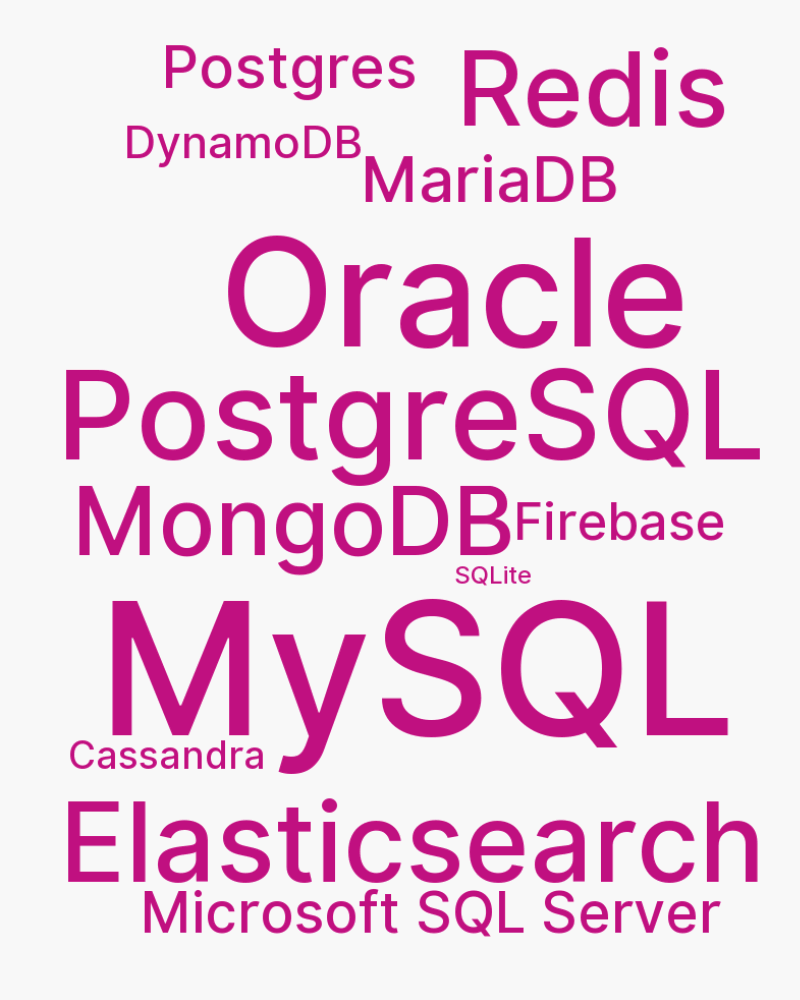 Postgres
Redis
DynamoDB
MariaDB
Oracle
PostgreSQL
MongoDB
Firebase
SQLite
MySQL
Cassandra
Elasticsearch
Microsoft SQL Server